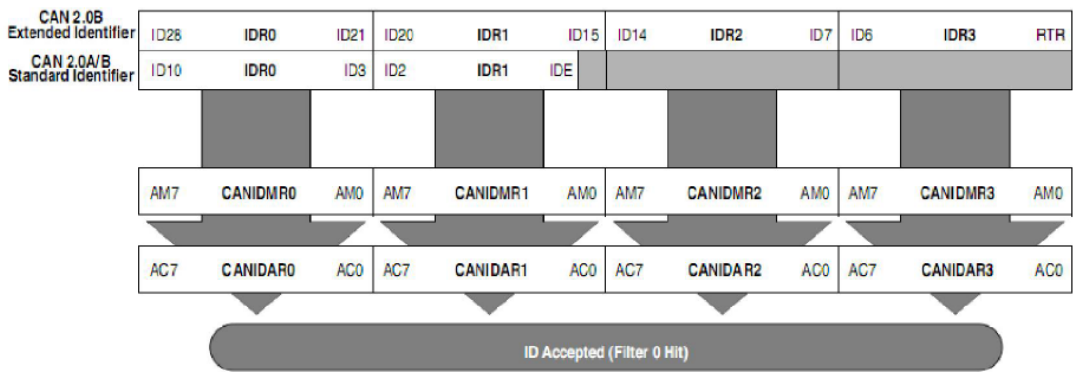 CAN 2.0B
Extended Identifier
ID28 IDR0 ID21 ID20 IDR1 ID15 ID14 IDR2 ID7 ID6 IDR3 RTR
CAN 2.0A/B
Standard Identifier
ID10 IDR0 ID3 ID2 IDR1 IDE
AM7 CANIDMR0 AM0 AM7 CANIDMR1 AM0 AM7 CANIDMR2 AM0 AM7 CANIDMR3 AM0
AC7 CANIDAR0 AC0 AC7 CANIDAR1 AC0 AC7 CANIDAR2 AC0 AC7 CANIDAR3 AC0
ID Accepted (Filter 0 Hit)